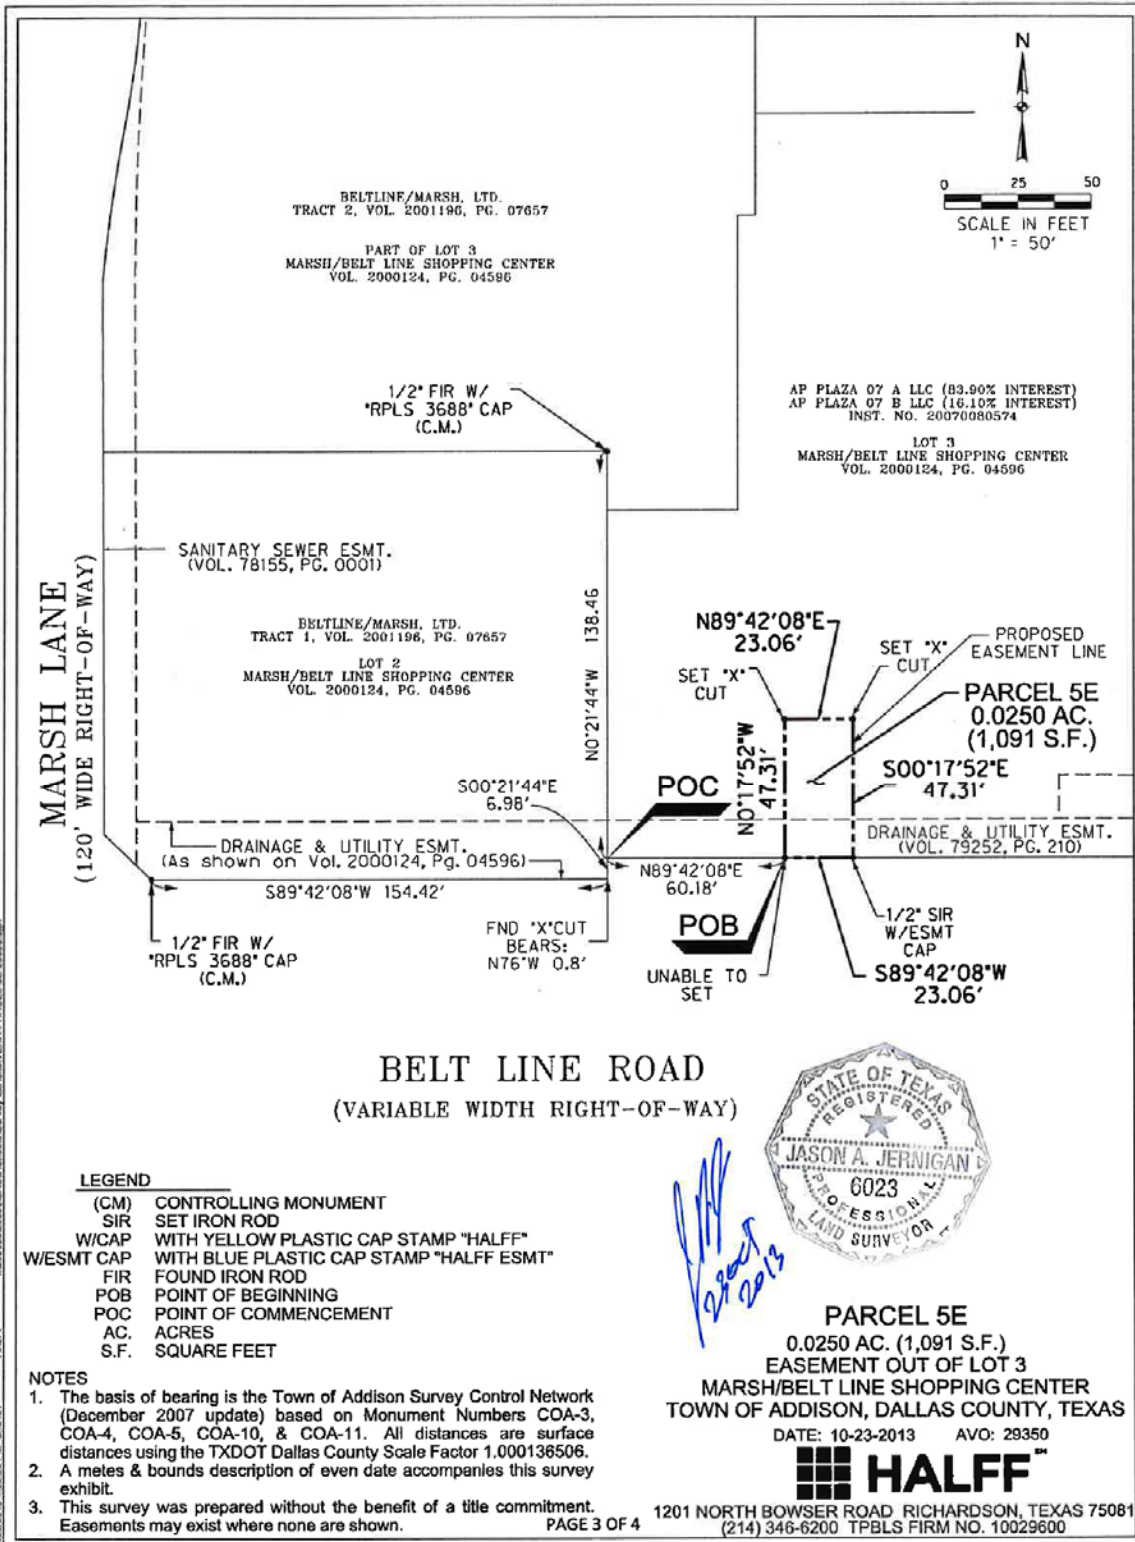 N
0 25 50
SCALE IN FEET
1" = 50'
BELTLINE/MARSH, LTD.
TRACT 2, VOL. 2001196, PG. 07657
PART OF LOT 3
MARSH/BELT LINE SHOPPING CENTER
VOL. 2000124, PG. 04596
1/2" FIR W/
"RPLS 3688" CAP
(C.M.)
AP PLAZA 07 A LLC (83.90% INTEREST)
AP PLAZA 07 B LLC (16.10% INTEREST)
INST. NO. 20070080574
LOT 3
MARSH/BELT LINE SHOPPING CENTER
VOL. 2000124, PG. 04596
SANITARY SEWER ESMT.
(VOL. 78155, PG. 0001)
MARSH LANE
(120' WIDE RIGHT-OF-WAY)
BELTLINE/MARSH, LTD.
TRACT 1, VOL. 2001196, PG. 07657
LOT 2
MARSH/BELT LINE SHOPPING CENTER
VOL. 2000124, PG. 04596
N0°21'44"W 138.46
N89°42'08"E
23.06'
SET "X"
CUT
SET "X"
CUT
PROPOSED
EASEMENT LINE
PARCEL 5E
0.0250 AC.
(1,091 S.F.)
N0°17'52"W
47.31'
S00°17'52"E
47.31'
S00°21'44"E
6.98'
POC
DRAINAGE & UTILITY ESMT.
(VOL. 79252, PG. 210)
DRAINAGE & UTILITY ESMT.
(As shown on Vol. 2000124, Pg. 04596)
S89°42'08"W 154.42'
N89°42'08"E
60.18'
POB
1/2" FIR W/
"RPLS 3688" CAP
(C.M.)
FND "X"CUT
BEARS:
N76°W 0.8'
UNABLE TO
SET
1/2" SIR
W/ESMT
CAP
S89°42'08"W
23.06'
BELT LINE ROAD
(VARIABLE WIDTH RIGHT-OF-WAY)
STATE OF TEXAS
REGISTERED
JASON A. JERNIGAN
6023
PROFESSIONAL
LAND SURVEYOR
29 OCT
2013
LEGEND
(CM) CONTROLLING MONUMENT
SIR SET IRON ROD
W/CAP WITH YELLOW PLASTIC CAP STAMP "HALFF"
W/ESMT CAP WITH BLUE PLASTIC CAP STAMP "HALFF ESMT"
FIR FOUND IRON ROD
POB POINT OF BEGINNING
POC POINT OF COMMENCEMENT
AC. ACRES
S.F. SQUARE FEET
NOTES
1. The basis of bearing is the Town of Addison Survey Control Network
(December 2007 update) based on Monument Numbers COA-3,
COA-4, COA-5, COA-10, & COA-11. All distances are surface
distances using the TXDOT Dallas County Scale Factor 1.000136506.
2. A metes & bounds description of even date accompanies this survey
exhibit.
3. This survey was prepared without the benefit of a title commitment.
Easements may exist where none are shown.
PAGE 3 OF 4
PARCEL 5E
0.0250 AC. (1,091 S.F.)
EASEMENT OUT OF LOT 3
MARSH/BELT LINE SHOPPING CENTER
TOWN OF ADDISON, DALLAS COUNTY, TEXAS
DATE: 10-23-2013 AVO: 29350
HALFF SM
1201 NORTH BOWSER ROAD RICHARDSON, TEXAS 75081
(214) 346-6200 TPBLS FIRM NO. 10029600